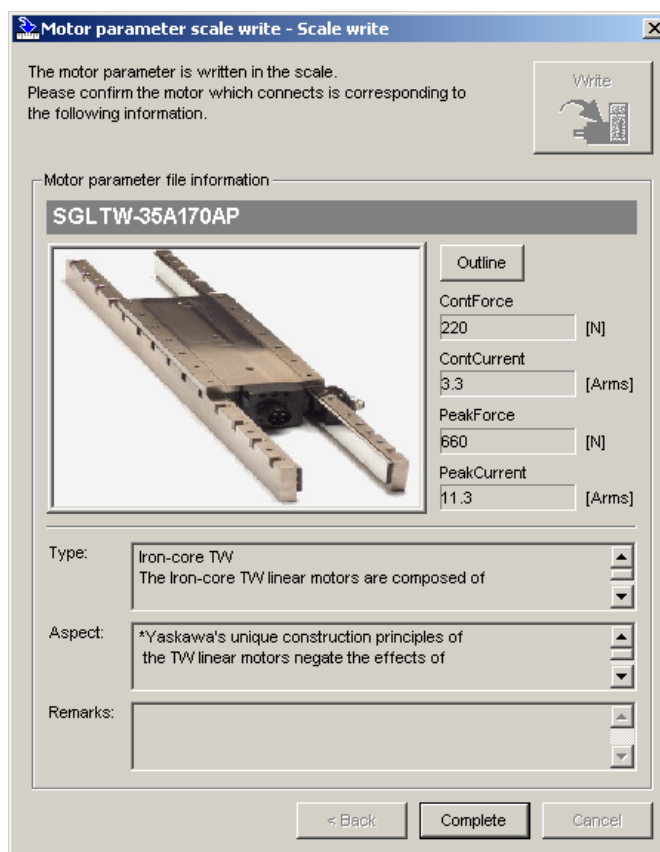 Motor parameter scale write - Scale write
The motor parameter is written in the scale.
Please confirm the motor which connects is corresponding to
the following information.
Write
Motor parameter file information
SGLTW-35A170AP
Outline
ContForce
220 [N]
ContCurrent
3.3 [Arms]
PeakForce
660 [N]
PeakCurrent
11.3 [Arms]
Type:
Iron-core TW
The Iron-core TW linear motors are composed of
Aspect:
*Yaskawa's unique construction principles of
the TW linear motors negate the effects of
Remarks:
< Back Complete Cancel